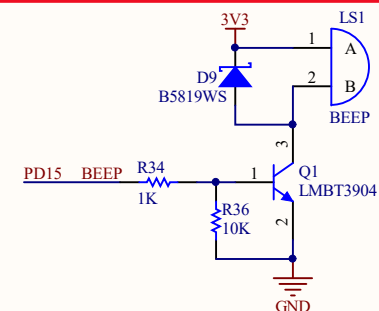 3V3
LS1
1
A
D9
B5819WS
2
B
BEEP
3
PD15 BEEP
R34
1K
1
Q1
LMBT3904
R36
10K
2
GND